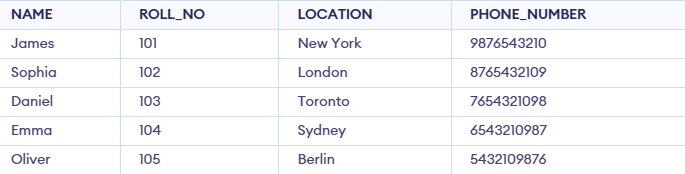 NAME ROLL_NO LOCATION PHONE_NUMBER
James 101 New York 9876543210
Sophia 102 London 8765432109
Daniel 103 Toronto 7654321098
Emma 104 Sydney 6543210987
Oliver 105 Berlin 5432109876